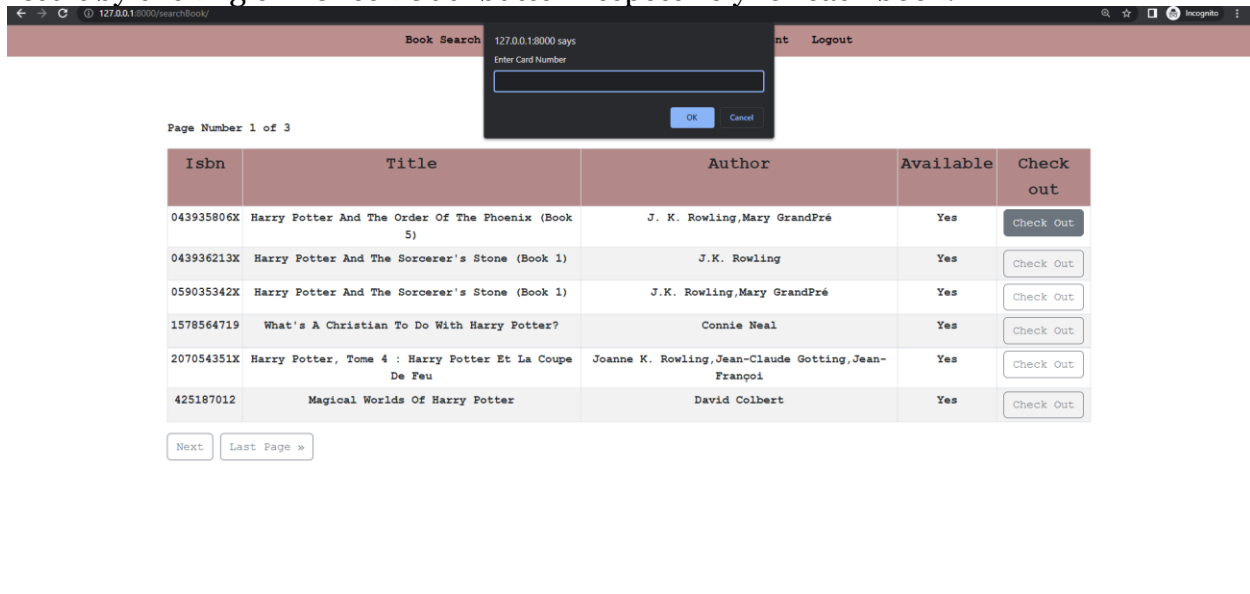 127.0.0.1:8000/searchBook/
Incognito
Book Search
nt Logout
127.0.0.1:8000 says
Enter Card Number
OK Cancel
Page Number 1 of 3
Isbn Title Author Available Check
out
043935806X Harry Potter And The Order Of The Phoenix (Book
5) J. K. Rowling,Mary GrandPré Yes Check Out
043936213X Harry Potter And The Sorcerer's Stone (Book 1) J.K. Rowling Yes Check Out
059035342X Harry Potter And The Sorcerer's Stone (Book 1) J.K. Rowling,Mary GrandPré Yes Check Out
1578564719 What's A Christian To Do With Harry Potter? Connie Neal Yes Check Out
207054351X Harry Potter, Tome 4 : Harry Potter Et La Coupe
De Feu Joanne K. Rowling,Jean-Claude Gotting,Jean-
Françoi Yes Check Out
425187012 Magical Worlds Of Harry Potter David Colbert Yes Check Out
Next Last Page »